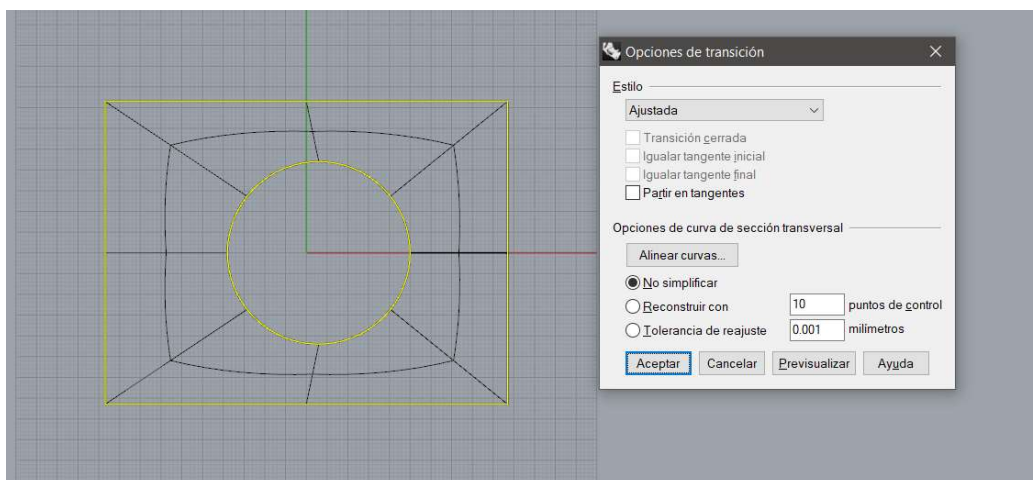 Opciones de transición
Estilo
Ajustada
Transición cerrada
Igualar tangente inicial
Igualar tangente final
Partir en tangentes
Opciones de curva de sección transversal
Alinear curvas...
No simplificar
Reconstruir con 10 puntos de control
Tolerancia de reajuste 0.001 milímetros
Aceptar Cancelar Previsualizar Ayuda